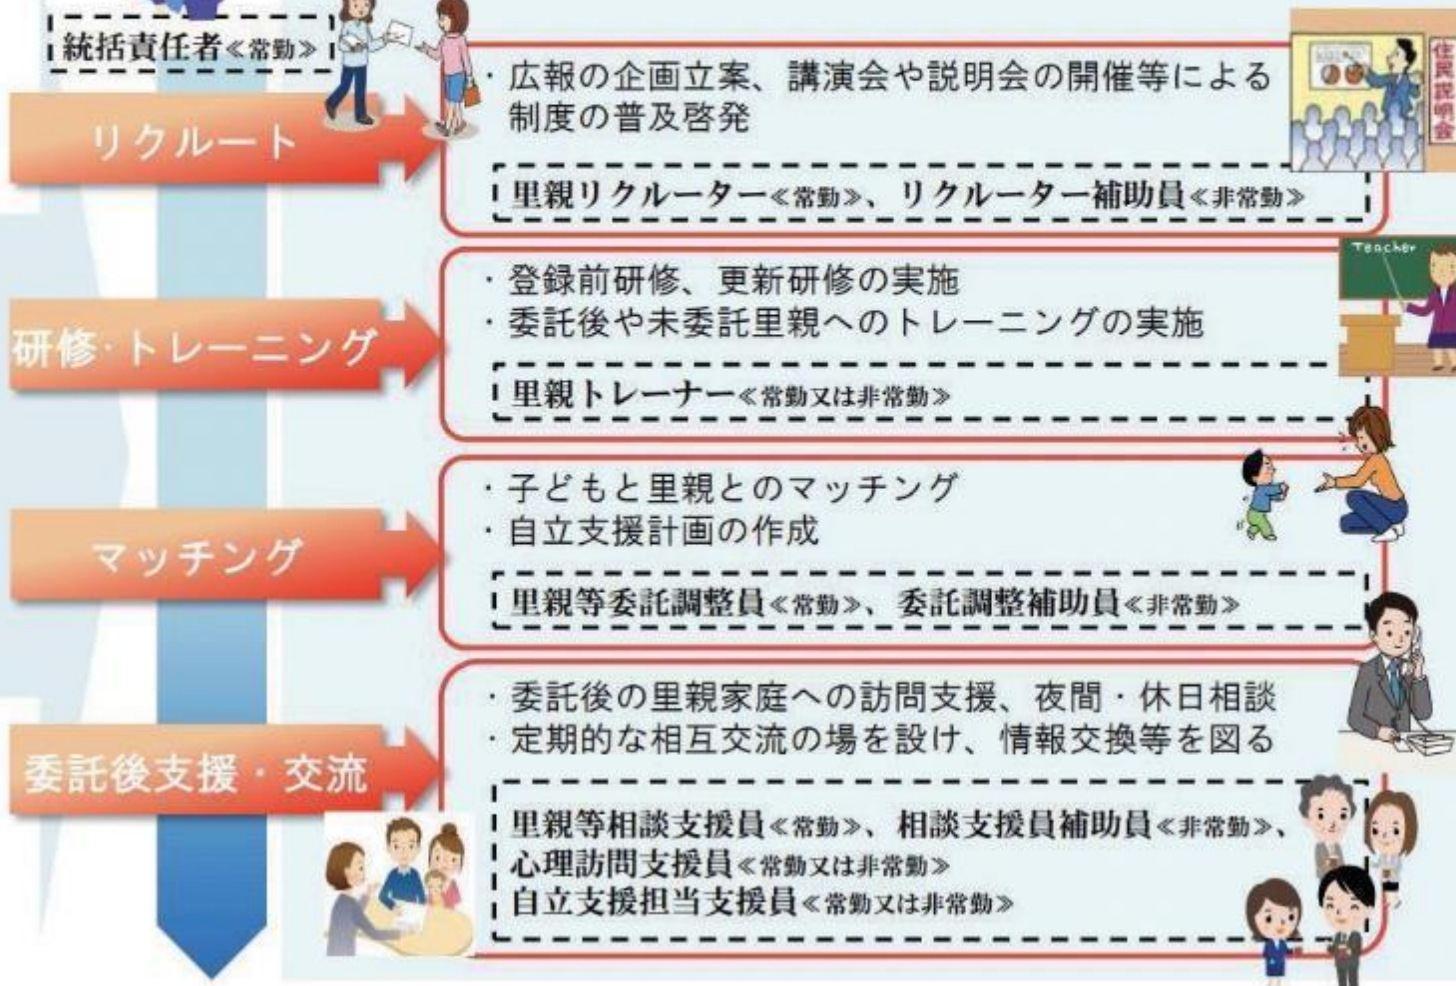 統括責任者≪常勤≫
リクルート
・広報の企画立案、講演会や説明会の開催等による
制度の普及啓発
住民説明会
里親リクルーター≪常勤≫、リクルーター補助員≪非常勤≫
研修・トレーニング
・登録前研修、更新研修の実施
・委託後や未委託里親へのトレーニングの実施
Teacher
里親トレーナー≪常勤又は非常勤≫
マッチング
・子どもと里親とのマッチング
・自立支援計画の作成
里親等委託調整員≪常勤≫、委託調整補助員≪非常勤≫
委託後支援・交流
・委託後の里親家庭への訪問支援、夜間・休日相談
・定期的な相互交流の場を設け、情報交換等を図る
里親等相談支援員≪常勤≫、相談支援員補助員≪非常勤≫、
心理訪問支援員≪常勤又は非常勤≫
自立支援担当支援員≪常勤又は非常勤≫